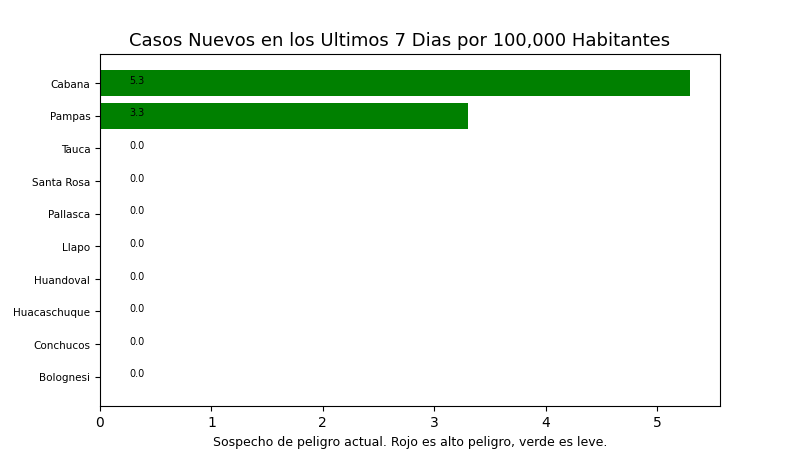 Casos Nuevos en los Ultimos 7 Dias por 100,000 Habitantes
Cabana 5.3
Pampas 3.3
Tauca 0.0
Santa Rosa 0.0
Pallasca 0.0
Llapo 0.0
Huandoval 0.0
Huacaschuque 0.0
Conchucos 0.0
Bolognesi 0.0
0 1 2 3 4 5
Sospecho de peligro actual. Rojo es alto peligro, verde es leve.